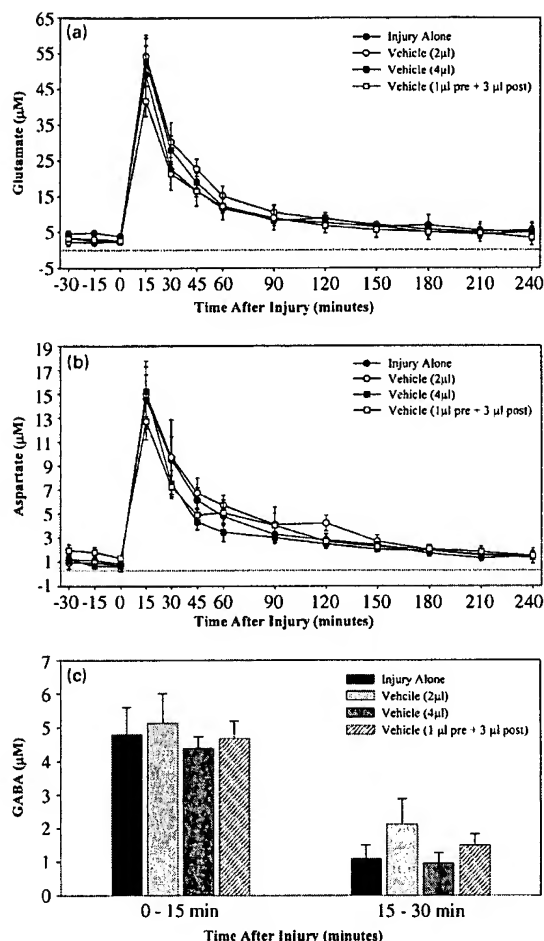 (a)
Injury Alone
Vehicle (2µl)
Vehicle (4µl)
Vehicle (1µl pre + 3 µl post)
Glutamate (µM)
65
55
45
35
25
15
5
-5
-30 -15 0 15 30 45 60 90 120 150 180 210 240
Time After Injury (minutes)
(b)
Injury Alone
Vehicle (2µl)
Vehicle (4µl)
Vehicle (1µl pre + 3 µl post)
Aspartate (µM)
19
17
15
13
11
9
7
5
3
1
-1
-30 -15 0 15 30 45 60 90 120 150 180 210 240
Time After Injury (minutes)
(c)
Injury Alone
Vehcile (2µl)
Vehicle (4µl)
Vehicle (1 µl pre + 3 µl post)
GABA (µM)
7
6
5
4
3
2
1
0
0 - 15 min 15 - 30 min
Time After Injury (minutes)